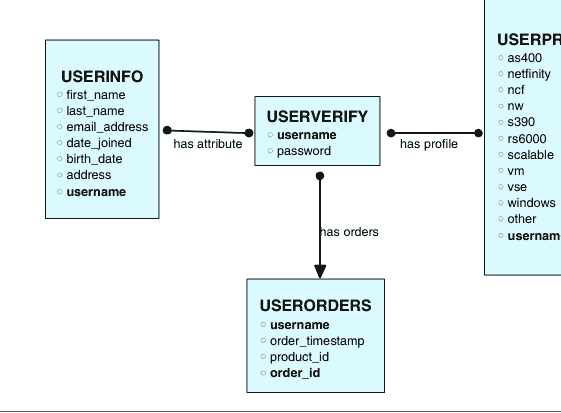 USERINFO
first_name
last_name
email_address
date_joined
birth_date
address
username
has attribute
USERVERIFY
username
password
has profile
has orders
USERORDERS
username
order_timestamp
product_id
order_id
USERPR
as400
netfinity
ncf
nw
s390
rs6000
scalable
vm
vse
windows
other
usernam